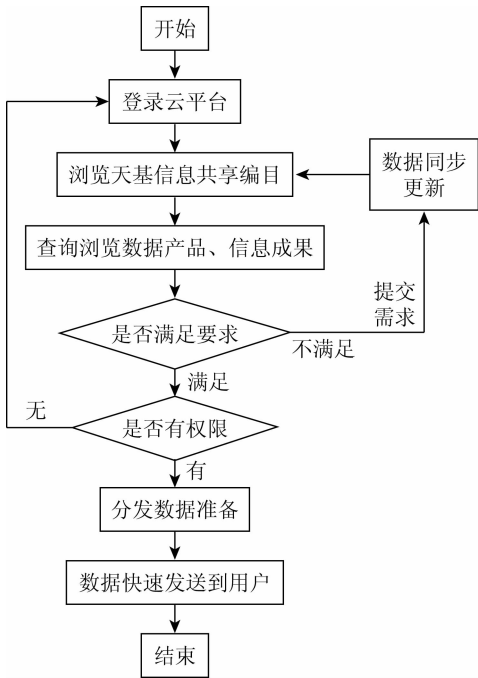 开始
登录云平台
浏览天基信息共享编目
数据同步
更新
查询浏览数据产品、信息成果
提交
需求
是否满足要求
不满足
满足
无
是否有权限
有
分发数据准备
数据快速发送到用户
结束